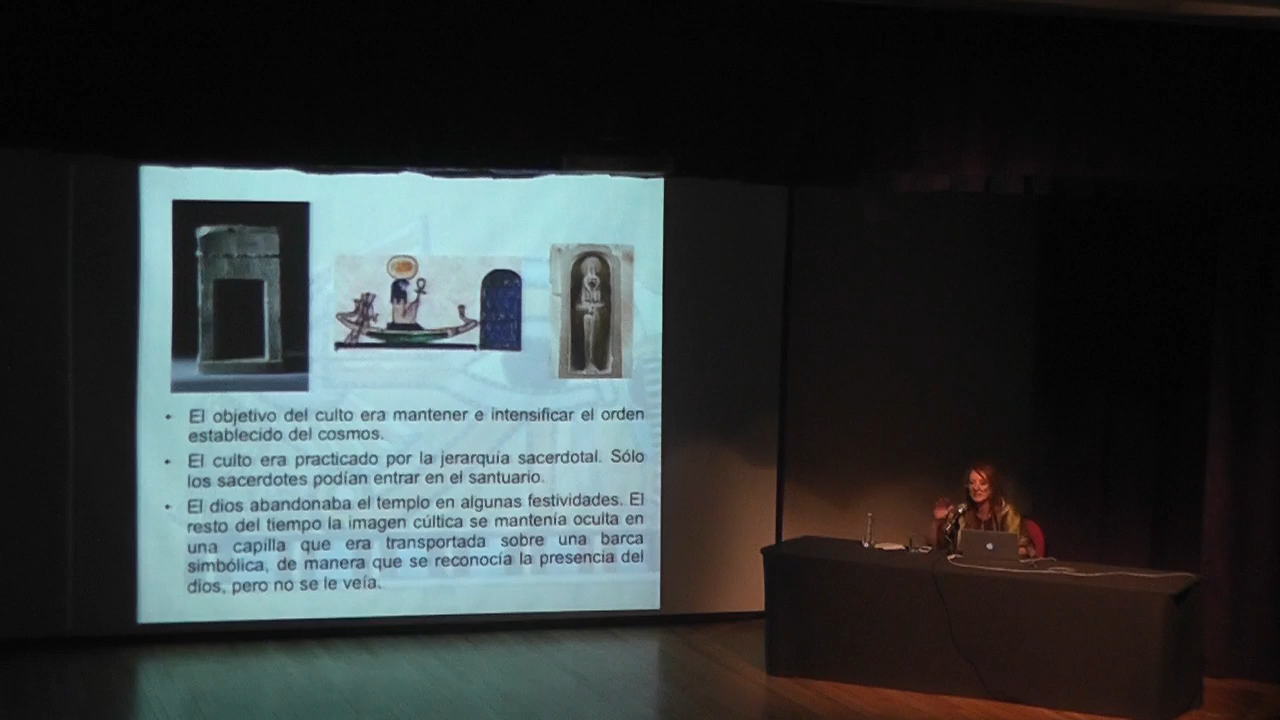 • El objetivo del culto era mantener e intensificar el orden
establecido del cosmos.
• El culto era practicado por la jerarquía sacerdotal. Sólo
los sacerdotes podían entrar en el santuario.
• El dios abandonaba el templo en algunas festividades. El
resto del tiempo la imagen cúltica se mantenía oculta en
una capilla que era transportada sobre una barca
simbólica, de manera que se reconocía la presencia del
dios, pero no se le veía.